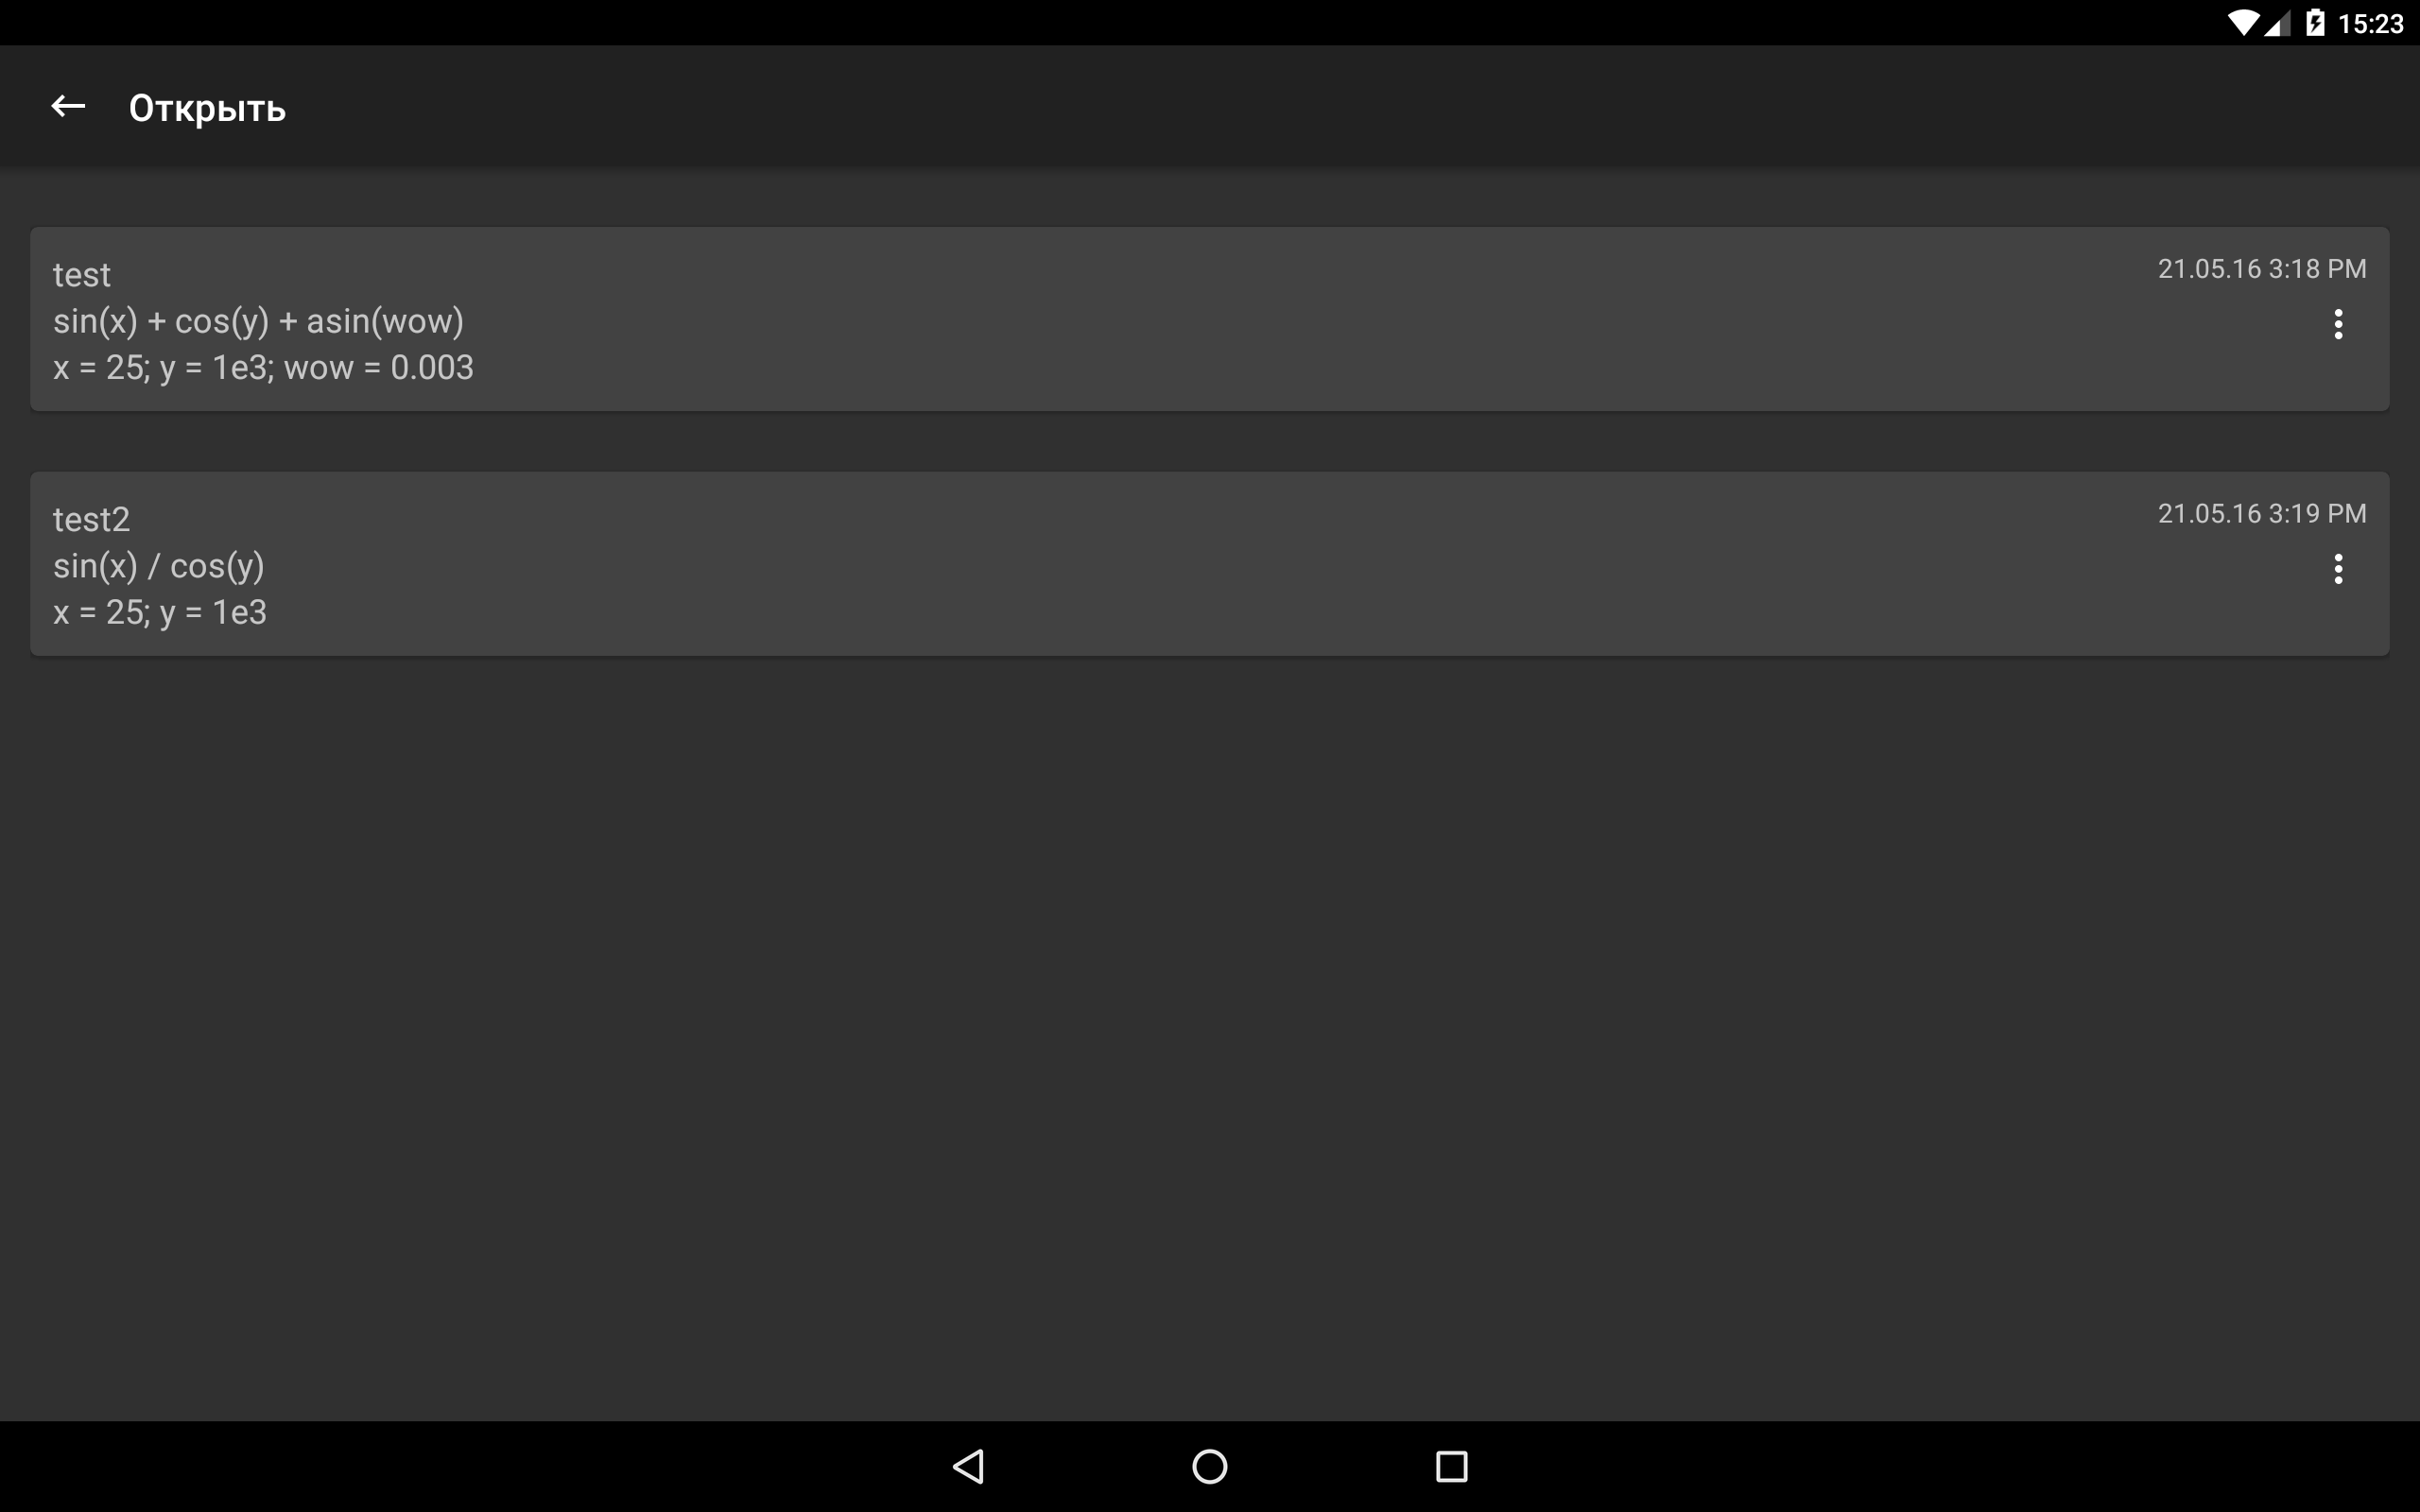 15:23
Открыть
test
21.05.16 3:18 PM
sin(x) + cos(y) + asin(wow)
x = 25; y = 1e3; wow = 0.003
test2
21.05.16 3:19 PM
sin(x) / cos(y)
x = 25; y = 1e3